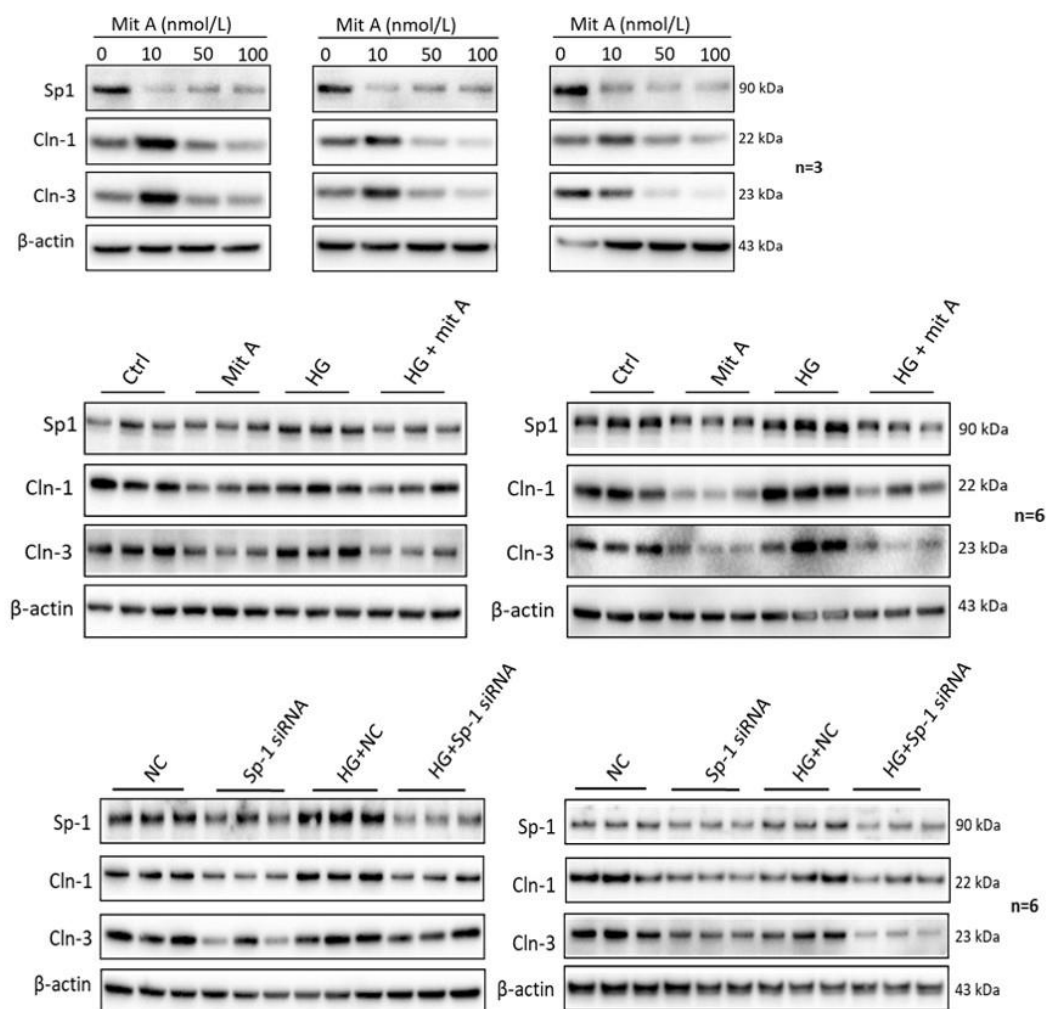 Mit A (nmol/L) Mit A (nmol/L) Mit A (nmol/L)
0 10 50 100 0 10 50 100 0 10 50 100
Sp1 90 kDa
Cln-1 22 kDa
n=3
Cln-3 23 kDa
β-actin 43 kDa
Ctrl Mit A HG HG + mit A Ctrl Mit A HG HG + mit A
Sp1 Sp1 90 kDa
Cln-1 Cln-1 22 kDa
n=6
Cln-3 Cln-3 23 kDa
β-actin β-actin 43 kDa
NC Sp-1 siRNA HG+NC HG+Sp-1 siRNA NC Sp-1 siRNA HG+NC HG+Sp-1 siRNA
Sp-1 Sp-1 90 kDa
Cln-1 Cln-1 22 kDa
n=6
Cln-3 Cln-3 23 kDa
β-actin β-actin 43 kDa